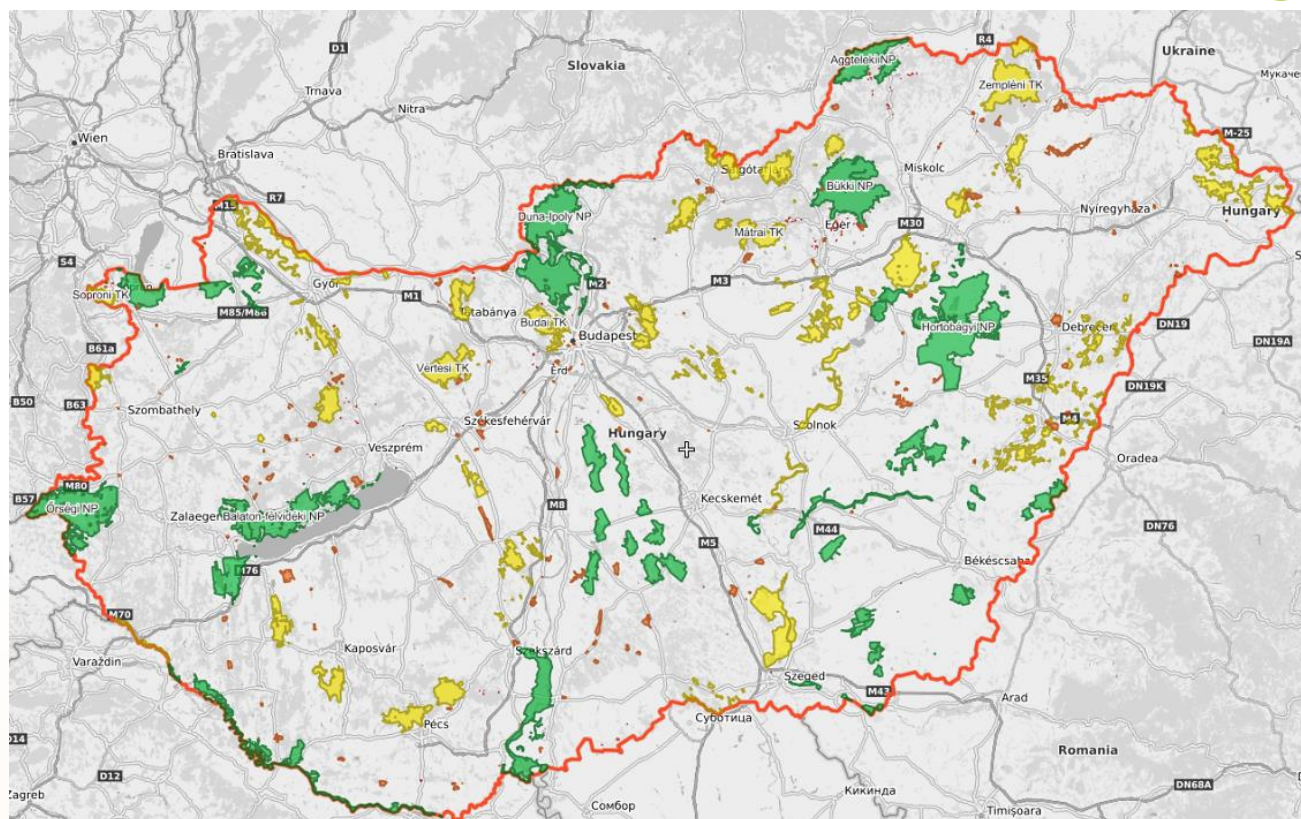 D1
R4
Ukraine
Slovakia
Aggteleki NP
Мукаче
Zempléni TK
Trnava
Nitra
Wien
M-25
Bratislava
Miskolc
Bükki NP
R7
M15
Duna-Ipoly NP
Nyíregyháza
Hungary
Eger
M30
Mátrai TK
S4
M2
M3
Soproni TK
Győr
M1
Tatabánya
M85/M86
Budai TK
Budapest
Debrecen
DN19
Hortobágyi NP
DN19A
B61a
Érd
Vértesi TK
M35
DN19K
B50
B63
Szombathely
Székesfehérvár
M4
Szolnok
Hungary
Veszprém
Oradea
M80
B57
Kecskemét
Őrségi NP
M8
Zalaeger
Balaton-felvidéki NP
DN76
M44
M5
Békéscsaba
M76
M70
Kaposvár
Szekszárd
Varaždin
Szeged
M43
Arad
Суботица
Pécs
D14
Romania
D12
Zagreb
Сомбор
Кикинда
DN68A
Timișoara